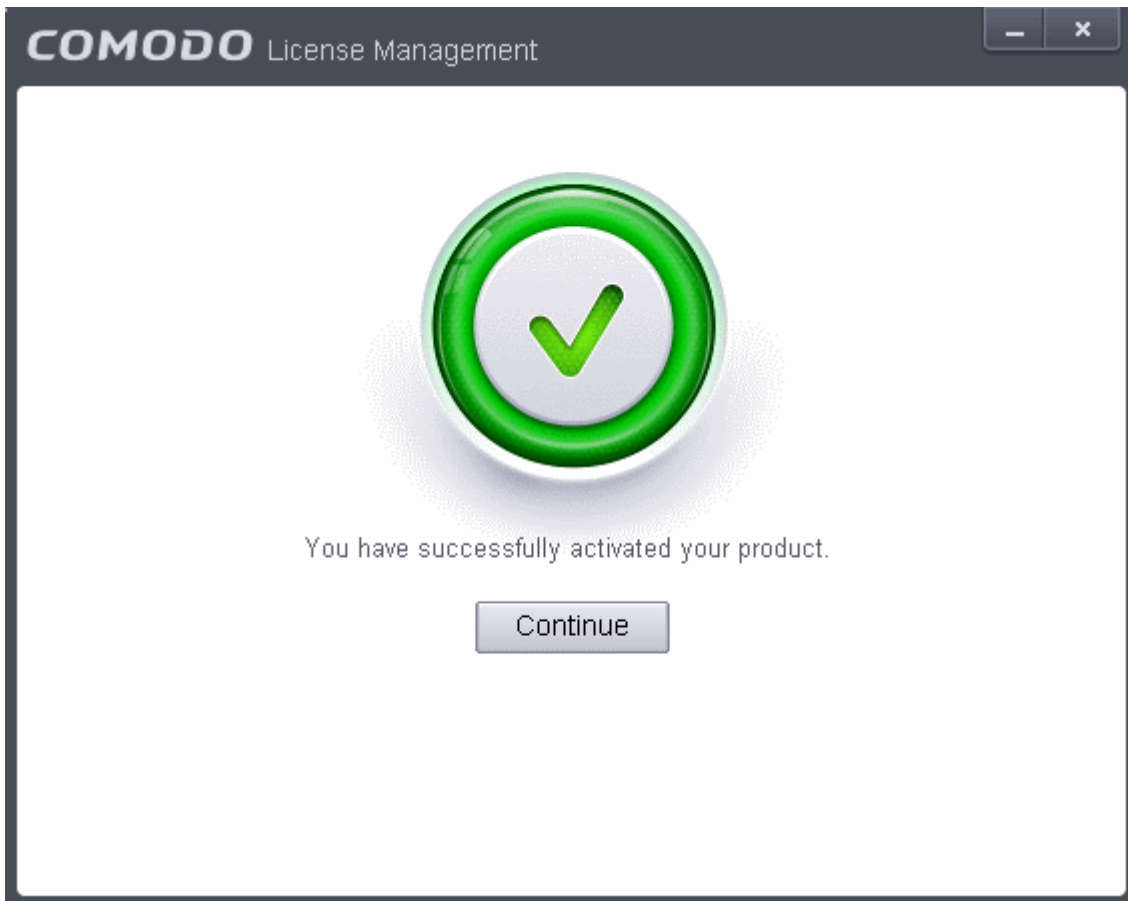 COMODO License Management
You have successfully activated your product.
Continue